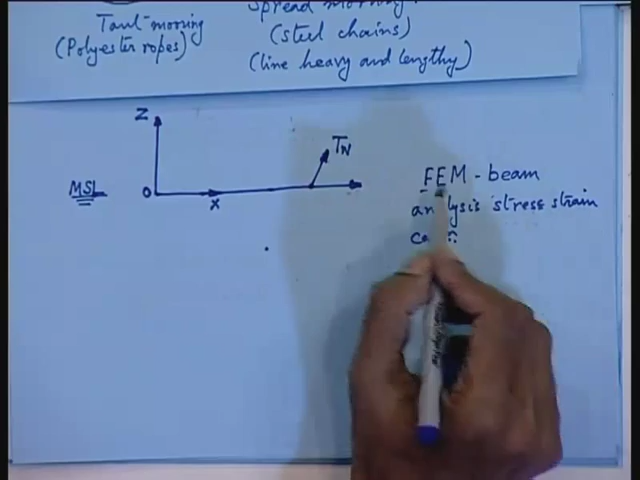 Taut-mooring
(Polyester ropes)
Spread mooring
(Steel chains)
(line heavy and lengthy)
Z
TN
MSL
O
X
FEM - beam
analysis stress strain